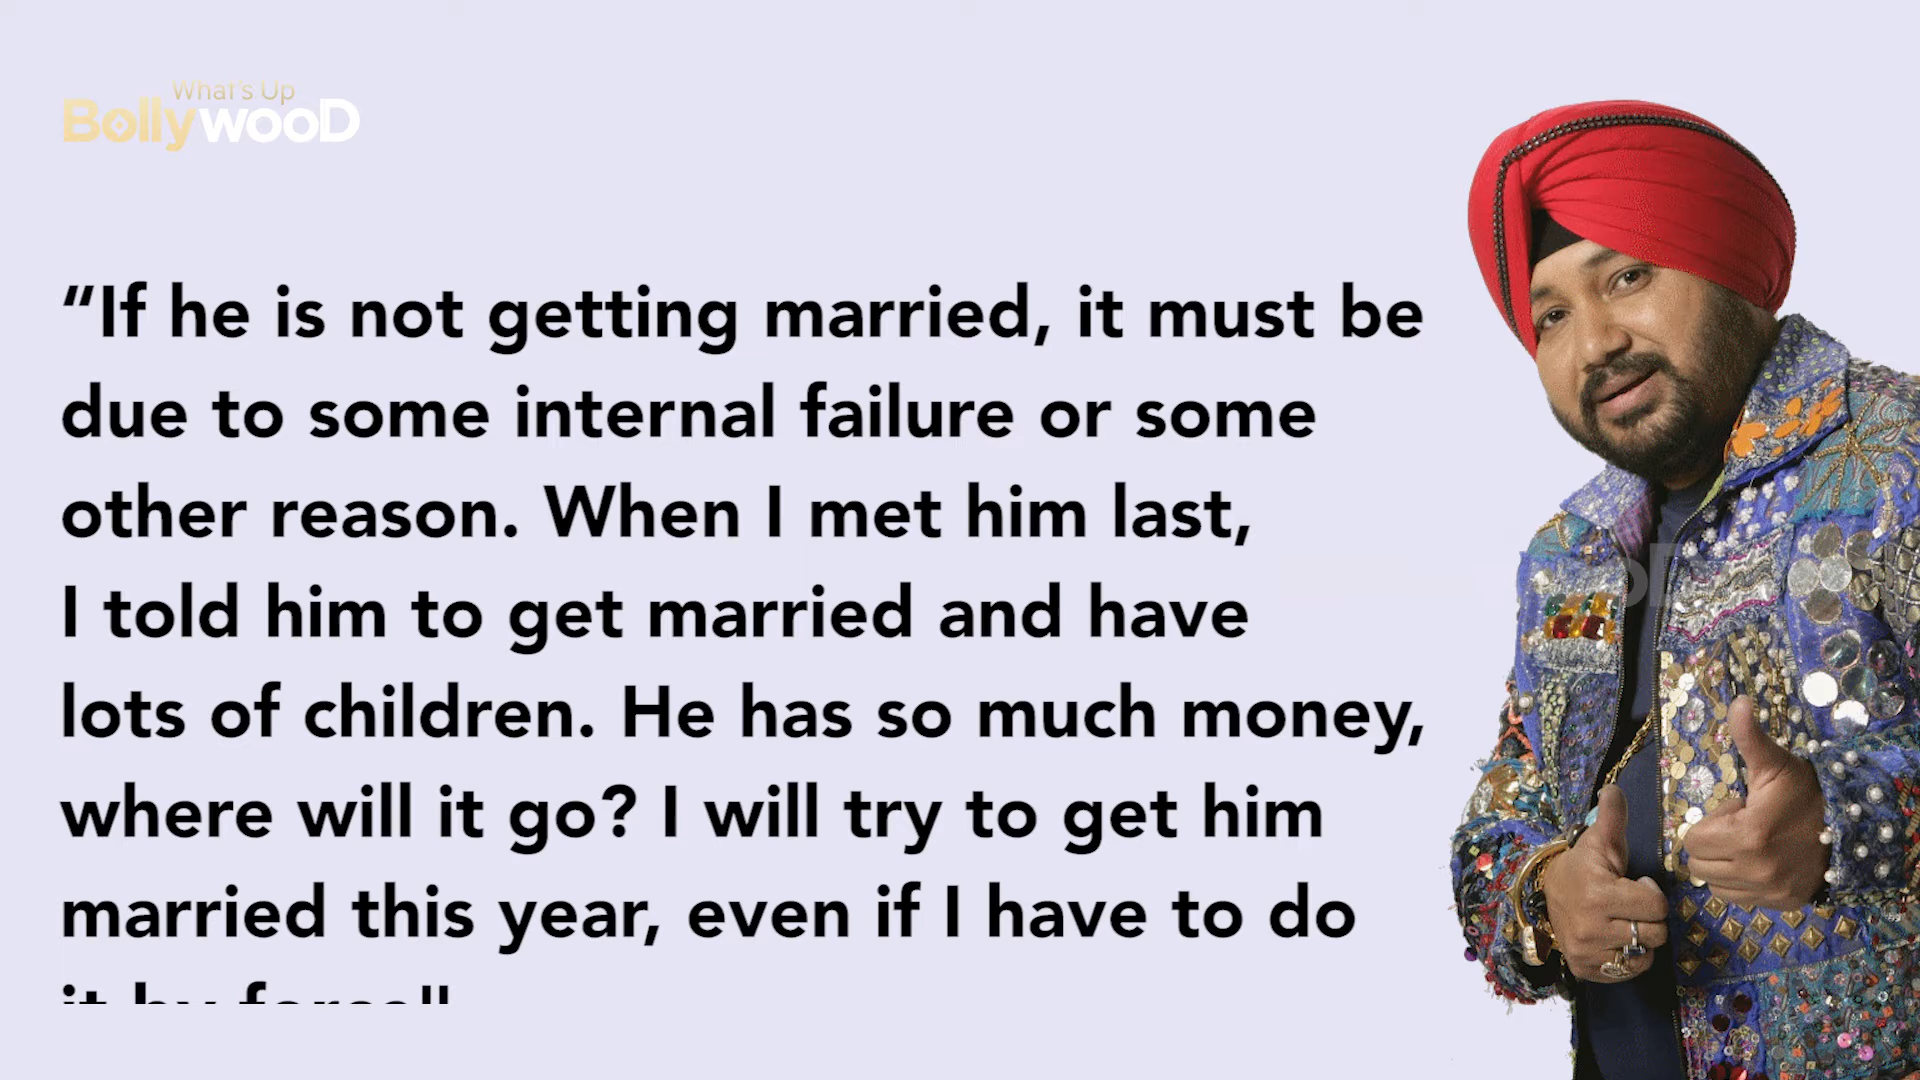 What's Up
BollywooD
“If he is not getting married, it must be
due to some internal failure or some
other reason. When I met him last,
I told him to get married and have
lots of children. He has so much money,
where will it go? I will try to get him
married this year, even if I have to do
it by force"